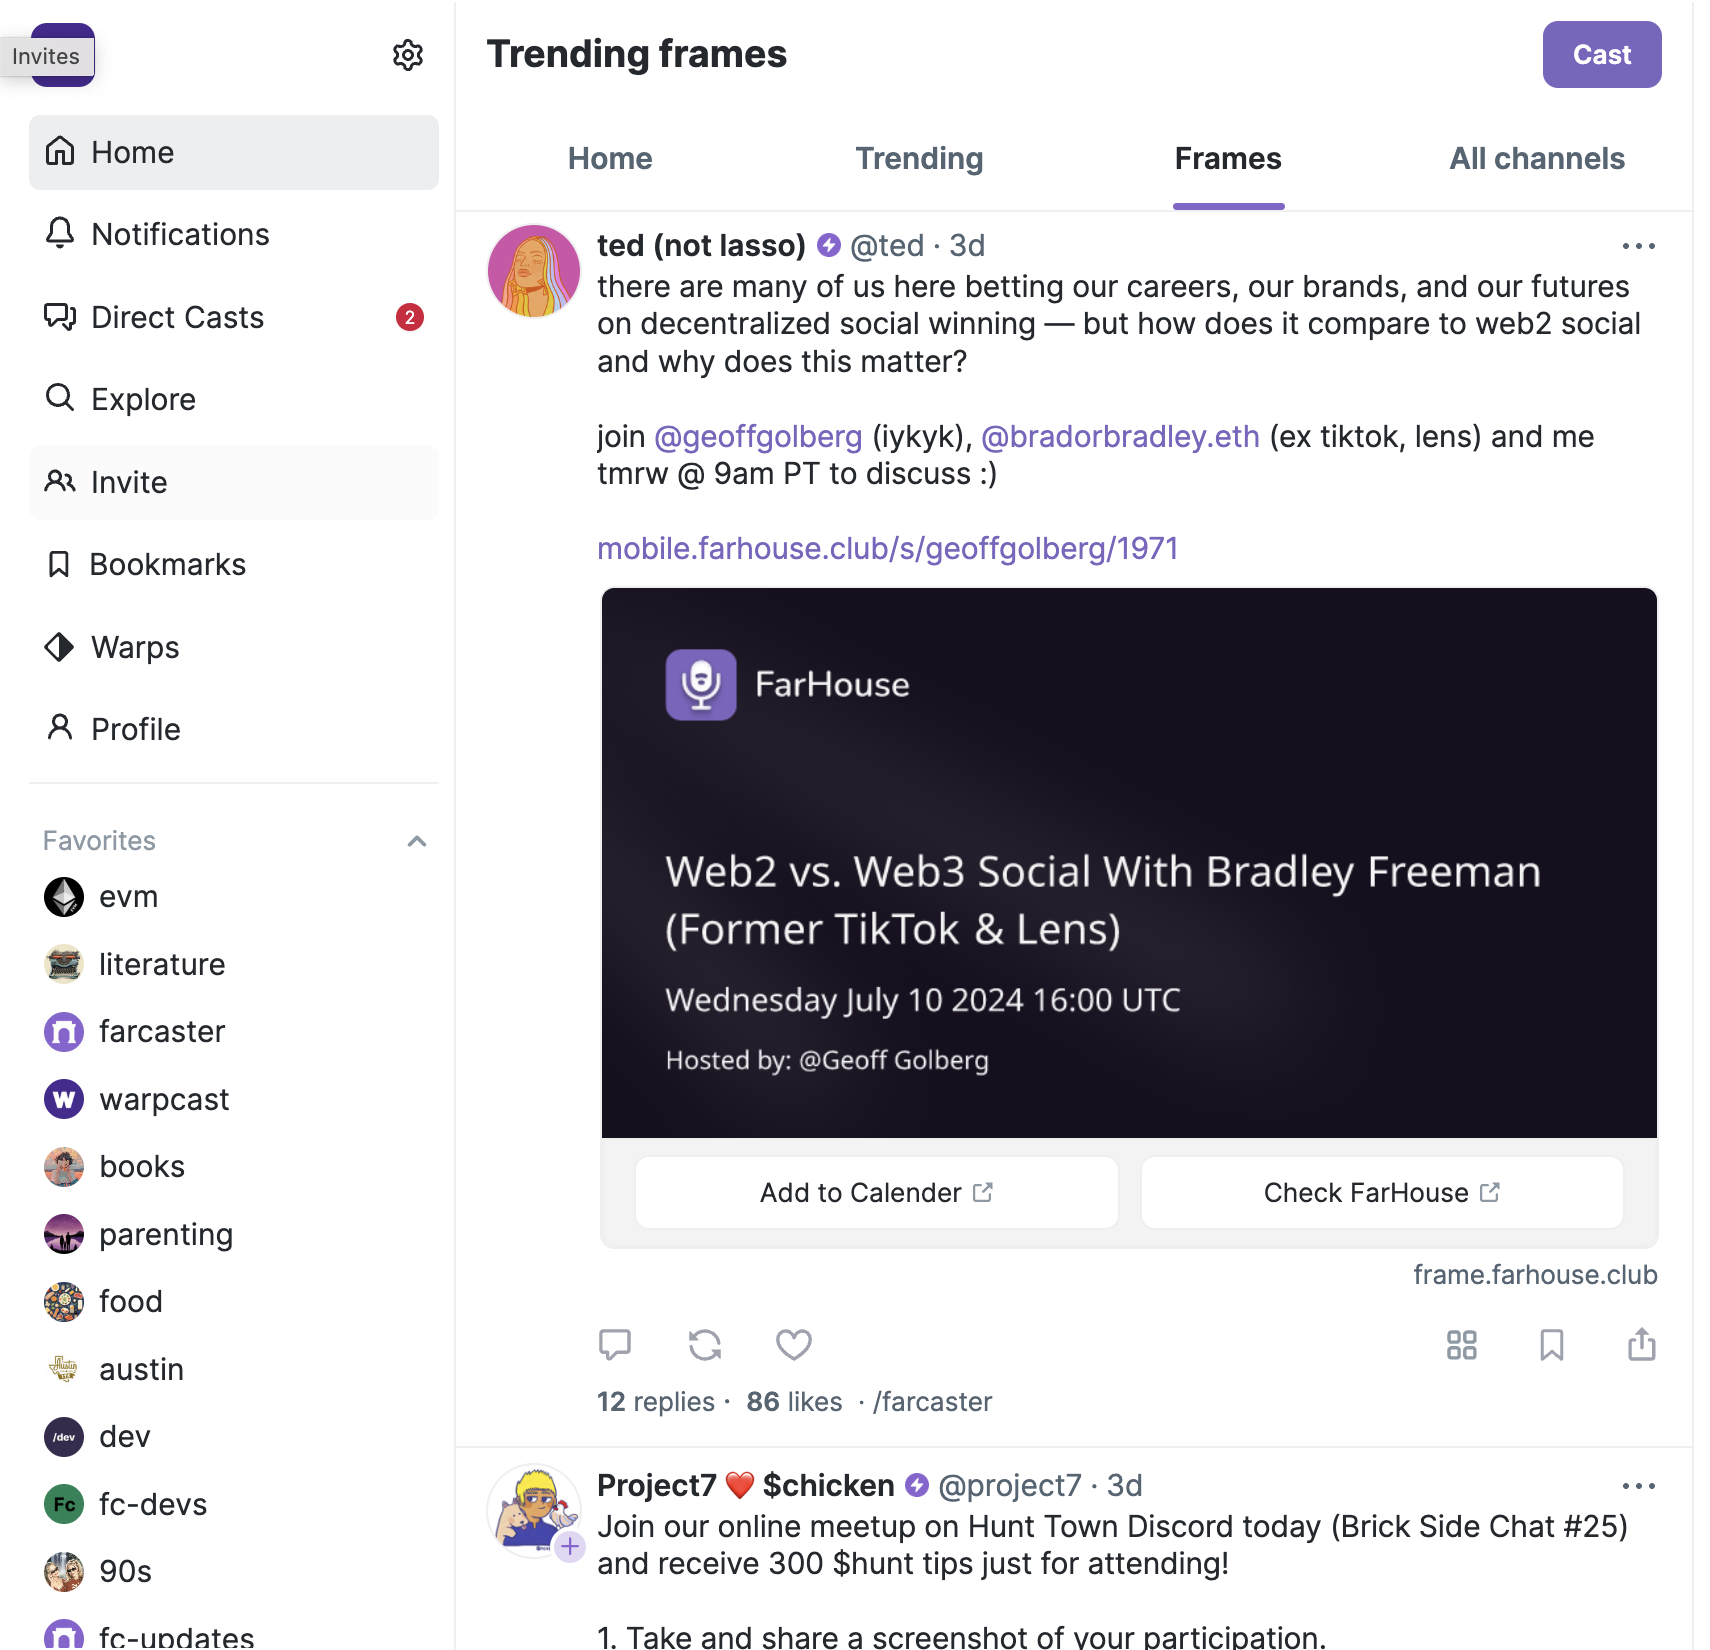 Invites
Home
Notifications
Direct Casts
2
Explore
Invite
Bookmarks
Warps
Profile
Favorites
evm
literature
farcaster
W
warpcast
books
parenting
food
Austin
austin
/dev
dev
Fc
fc-devs
90s
fc-updates
Trending frames
Cast
Home
Trending
Frames
All channels
ted (not lasso) @ted · 3d
there are many of us here betting our careers, our brands, and our futures
on decentralized social winning — but how does it compare to web2 social
and why does this matter?
join @geoffgolberg (iykyk), @bradorbradley.eth (ex tiktok, lens) and me
tmrw @ 9am PT to discuss :)
mobile.farhouse.club/s/geoffgolberg/1971
FarHouse
Web2 vs. Web3 Social With Bradley Freeman
(Former TikTok & Lens)
Wednesday July 10 2024 16:00 UTC
Hosted by: @Geoff Golberg
Add to Calender
Check FarHouse
frame.farhouse.club
12 replies · 86 likes · /farcaster
Project7 ❤️ $chicken @project7 · 3d
Join our online meetup on Hunt Town Discord today (Brick Side Chat #25)
and receive 300 $hunt tips just for attending!
1. Take and share a screenshot of your participation.